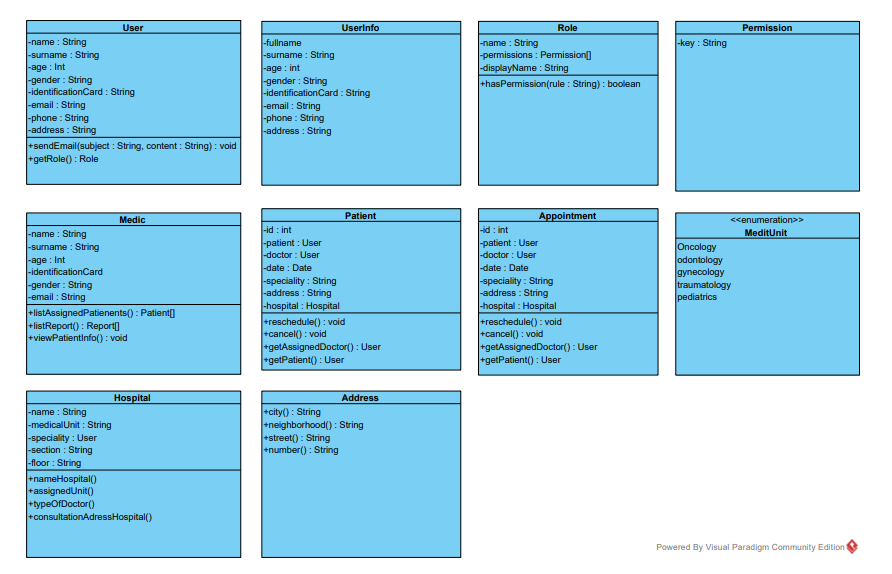 User
-name : String
-surname : String
-age : Int
-gender : String
-identificationCard : String
-email : String
-phone : String
-address : String
+sendEmail(subject : String, content : String) : void
+getRole() : Role
UserInfo
-fullname
-surname : String
-age : int
-gender : String
-identificationCard : String
-email : String
-phone : String
-address : String
Role
-name : String
-permissions : Permission[]
-displayName : String
+hasPermission(rule : String) : boolean
Permission
-key : String
Medic
-name : String
-surname : String
-age : Int
-identificationCard
-gender : String
-email : String
+listAssignedPatienents() : Patient[]
+listReport() : Report[]
+viewPatientInfo() : void
Patient
-id : int
-patient : User
-doctor : User
-date : Date
-speciality : String
-address : String
-hospital : Hospital
+reschedule() : void
+cancel() : void
+getAssignedDoctor() : User
+getPatient() : User
Appointment
-id : int
-patient : User
-doctor : User
-date : Date
-speciality : String
-address : String
-hospital : Hospital
+reschedule() : void
+cancel() : void
+getAssignedDoctor() : User
+getPatient() : User
<<enumeration>>
MeditUnit
Oncology
odontology
gynecology
traumatology
pediatrics
Hospital
-name : String
-medicalUnit : String
-speciality : User
-section : String
-floor : String
+nameHospital()
+assignedUnit()
+typeOfDoctor()
+consultationAdressHospital()
Address
+city() : String
+neighborhood() : String
+street() : String
+number() : String
Powered By Visual Paradigm Community Edition